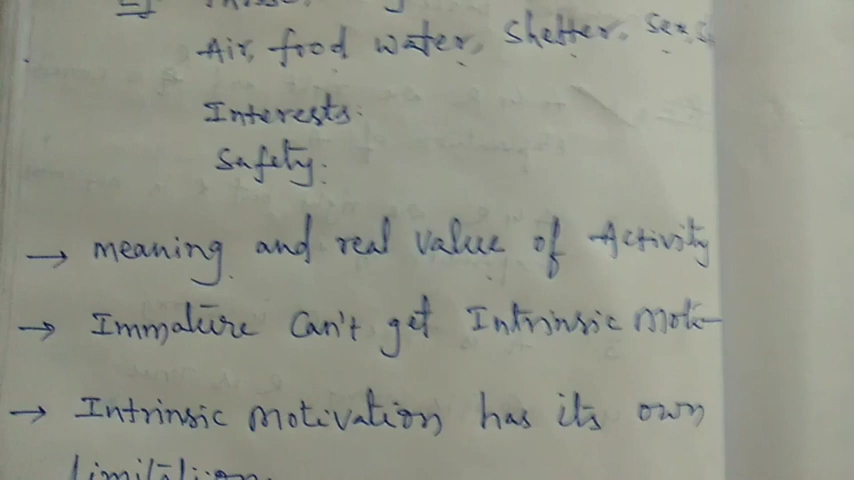 Air, food water, Shelter, Sex,
Interests.
Safety.
→ meaning and real value of Activity
→ Immature Can't get Intrinsic Moti-
→ Intrinsic motivation has its own
limitation.